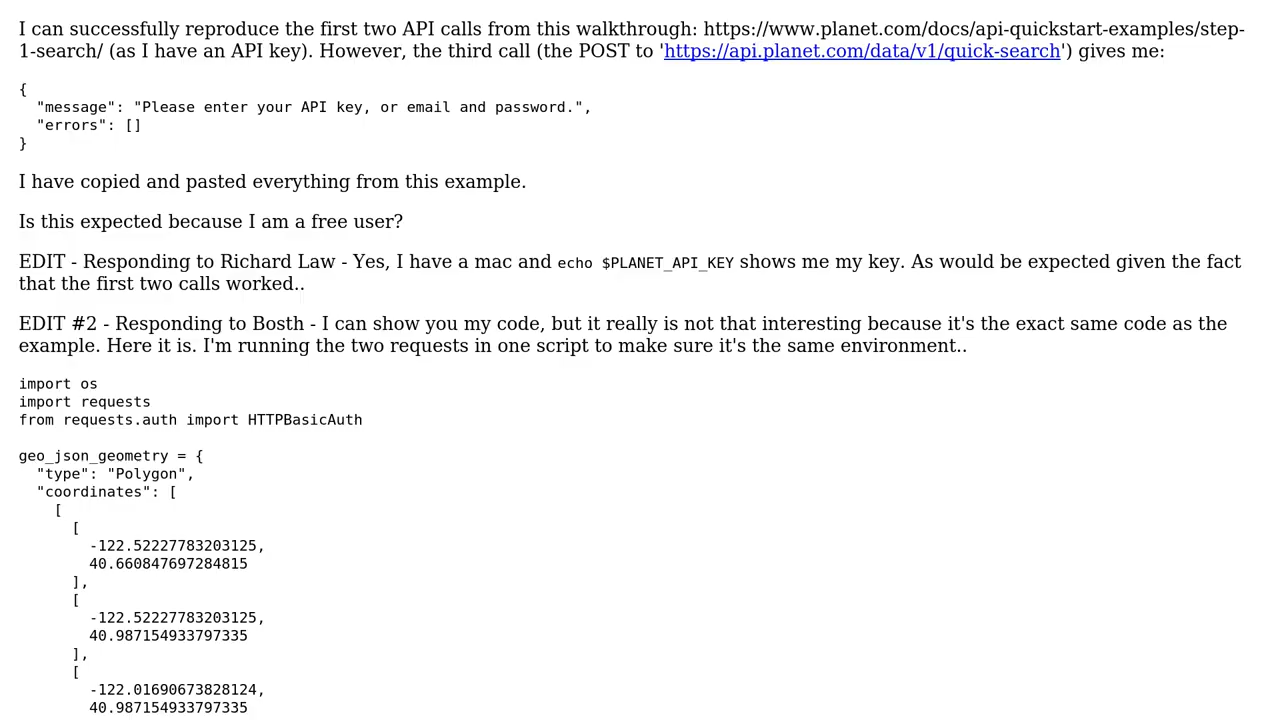 I can successfully reproduce the first two API calls from this walkthrough: https://www.planet.com/docs/api-quickstart-examples/step-
1-search/ (as I have an API key). However, the third call (the POST to 'https://api.planet.com/data/v1/quick-search') gives me:
{
  "message": "Please enter your API key, or email and password.",
  "errors": []
}
I have copied and pasted everything from this example.
Is this expected because I am a free user?
EDIT - Responding to Richard Law - Yes, I have a mac and echo $PLANET_API_KEY shows me my key. As would be expected given the fact
that the first two calls worked..
EDIT #2 - Responding to Bosth - I can show you my code, but it really is not that interesting because it's the exact same code as the
example. Here it is. I'm running the two requests in one script to make sure it's the same environment..
import os
import requests
from requests.auth import HTTPBasicAuth
geo_json_geometry = {
  "type": "Polygon",
  "coordinates": [
    [
      [
        -122.52227783203125,
        40.660847697284815
      ],
      [
        -122.52227783203125,
        40.987154933797335
      ],
      [
        -122.01690673828124,
        40.987154933797335